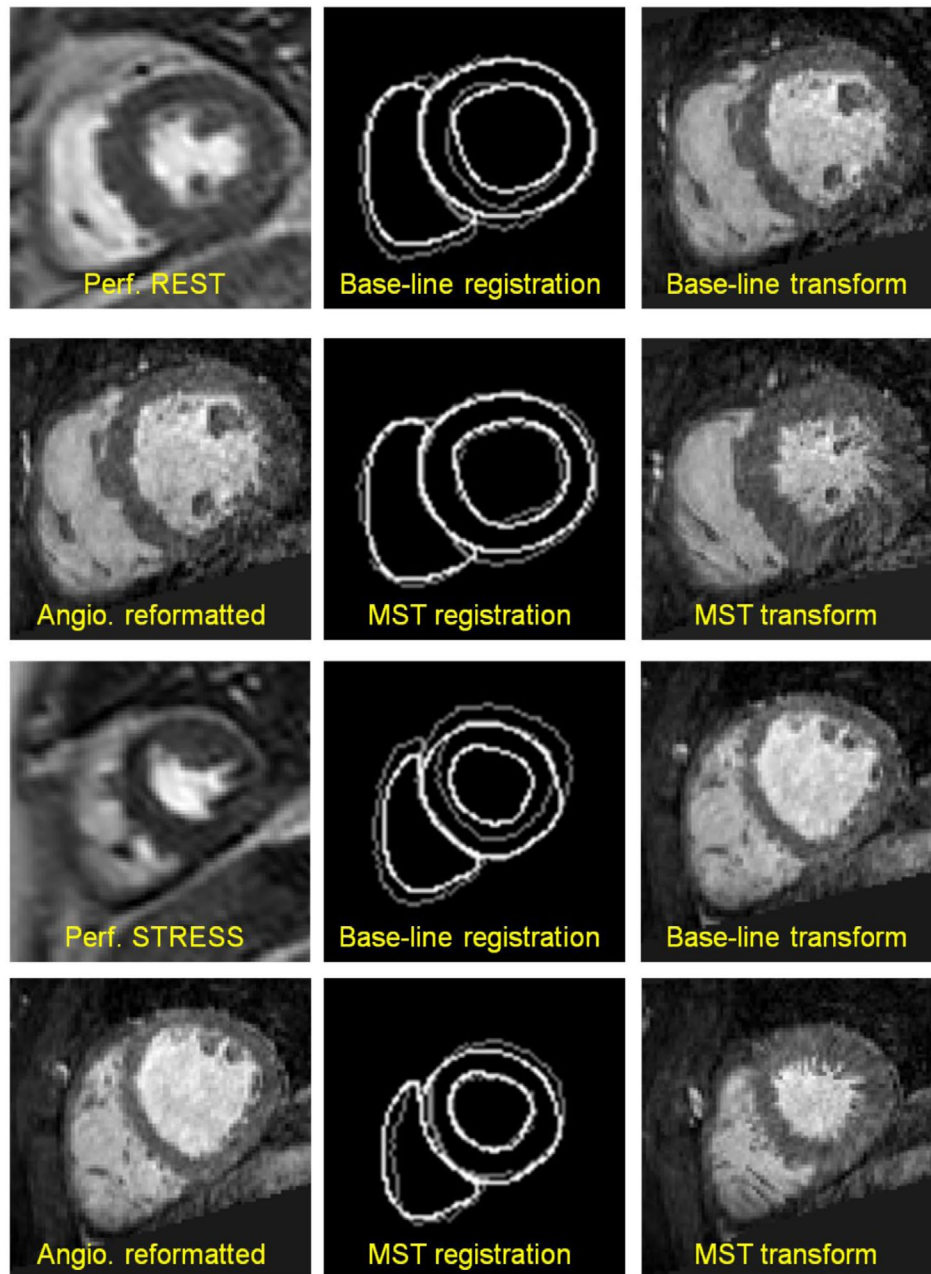 Perf. REST
Base-line registration
Base-line transform
Angio. reformatted
MST registration
MST transform
Perf. STRESS
Base-line registration
Base-line transform
Angio. reformatted
MST registration
MST transform